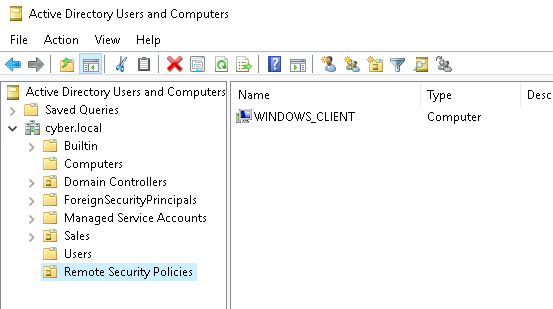 Active Directory Users and Computers
File Action View Help
Active Directory Users and Computers
Saved Queries
cyber.local
Builtin
Computers
Domain Controllers
ForeignSecurityPrincipals
Managed Service Accounts
Sales
Users
Remote Security Policies
Name Type Desc
WINDOWS_CLIENT Computer